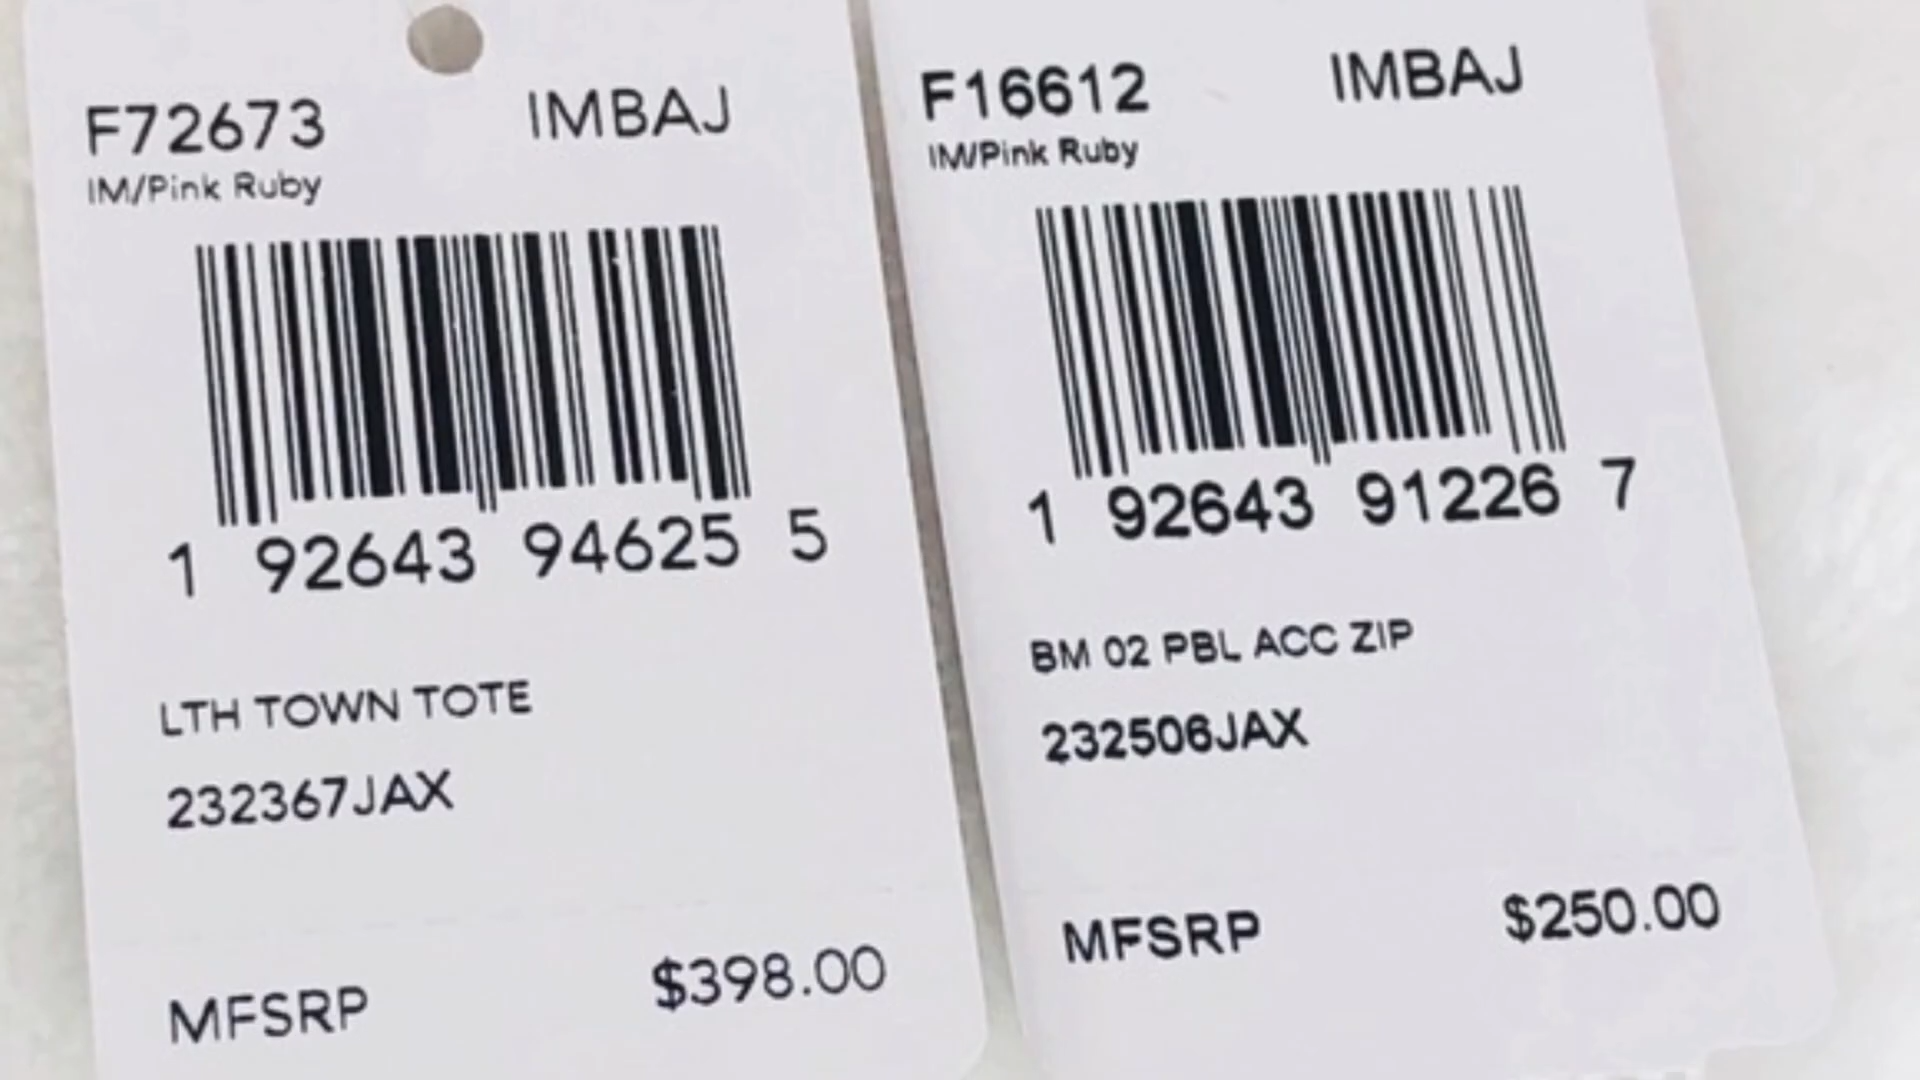 F72673 IMBAJ
IM/Pink Ruby
1 92643 94625 5
LTH TOWN TOTE
232367JAX
MFSRP $398.00
F16612 IMBAJ
IM/Pink Ruby
1 92643 91226 7
BM 02 PBL ACC ZIP
232506JAX
MFSRP $250.00